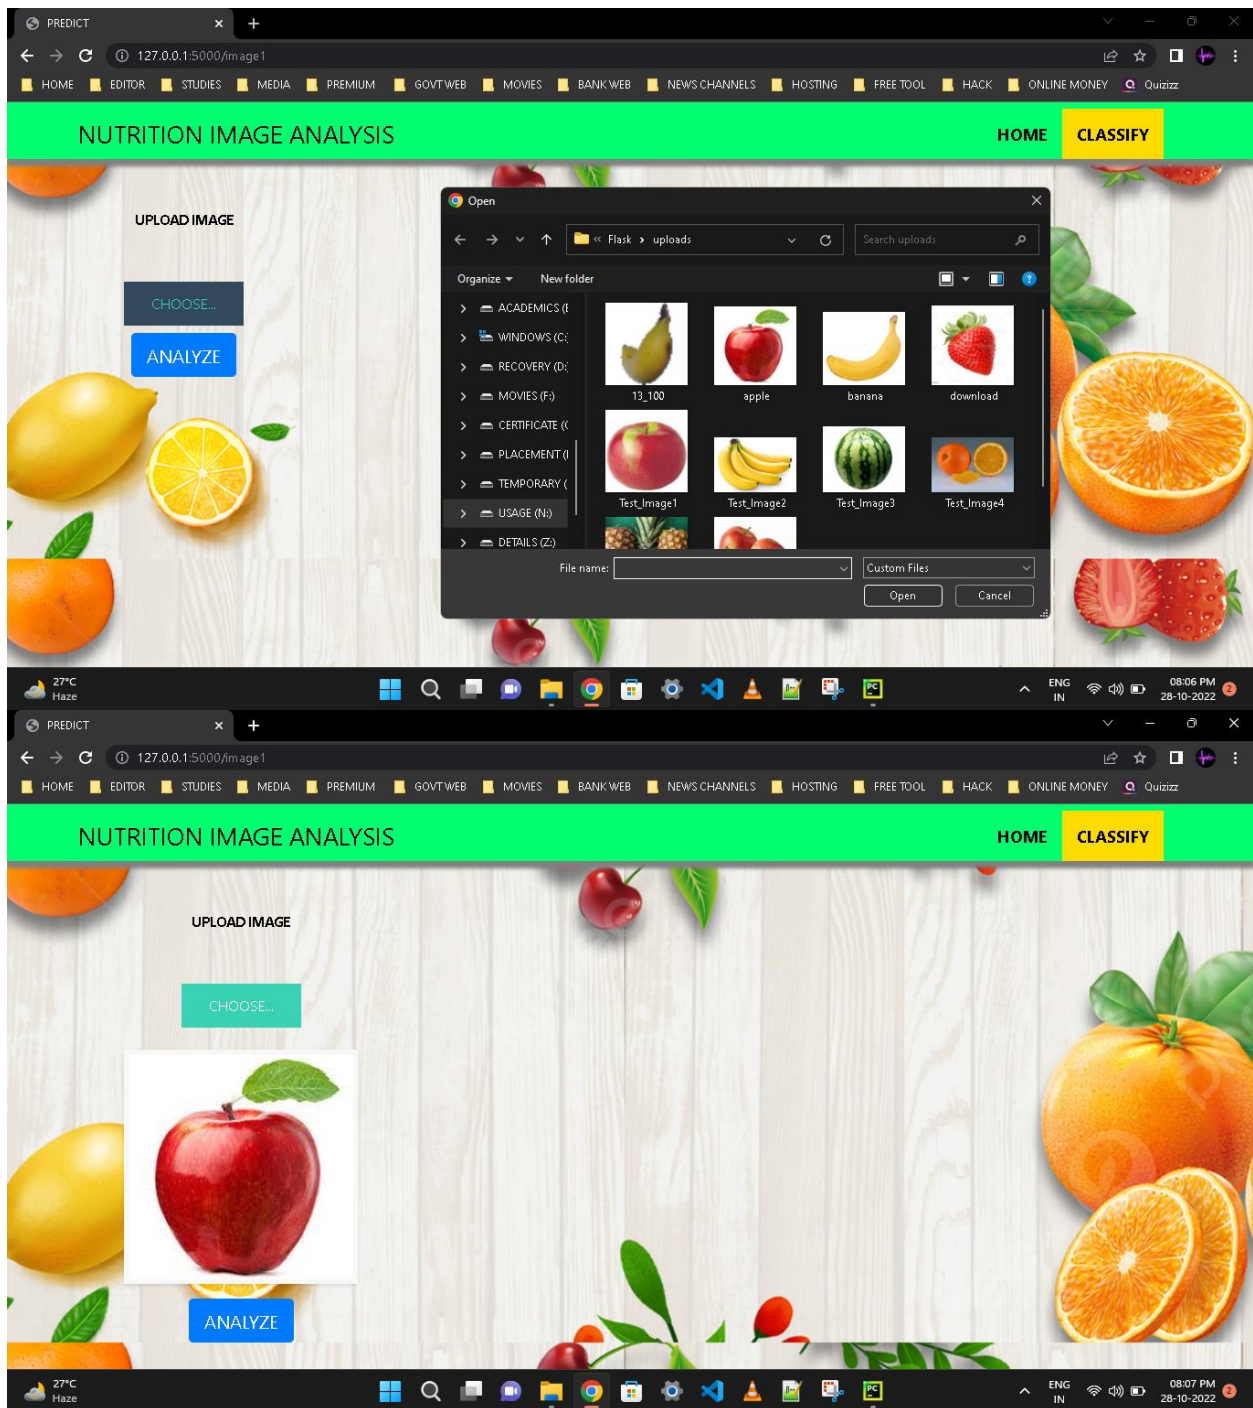 PREDICT
127.0.0.1:5000/image1
HOME EDITOR STUDIES MEDIA PREMIUM GOVT WEB MOVIES BANK WEB NEWS CHANNELS HOSTING FREE TOOL HACK ONLINE MONEY Quizizz
NUTRITION IMAGE ANALYSIS HOME CLASSIFY
UPLOAD IMAGE
CHOOSE...
ANALYZE
Open
« Flask > uploads Search uploads
Organize New folder
ACADEMICS (E
WINDOWS (C:)
RECOVERY (D:)
MOVIES (F:)
CERTIFICATE (
PLACEMENT (
TEMPORARY (
USAGE (N:)
DETAILS (Z:)
13_100 apple banana download
Test_Image1 Test_Image2 Test_Image3 Test_Image4
File name: Custom Files
Open Cancel
27°C
Haze
PC
ENG
IN
08:06 PM
28-10-2022
2
PREDICT
127.0.0.1:5000/image1
HOME EDITOR STUDIES MEDIA PREMIUM GOVT WEB MOVIES BANK WEB NEWS CHANNELS HOSTING FREE TOOL HACK ONLINE MONEY Quizizz
NUTRITION IMAGE ANALYSIS HOME CLASSIFY
UPLOAD IMAGE
CHOOSE...
ANALYZE
27°C
Haze
PC
ENG
IN
08:07 PM
28-10-2022
2